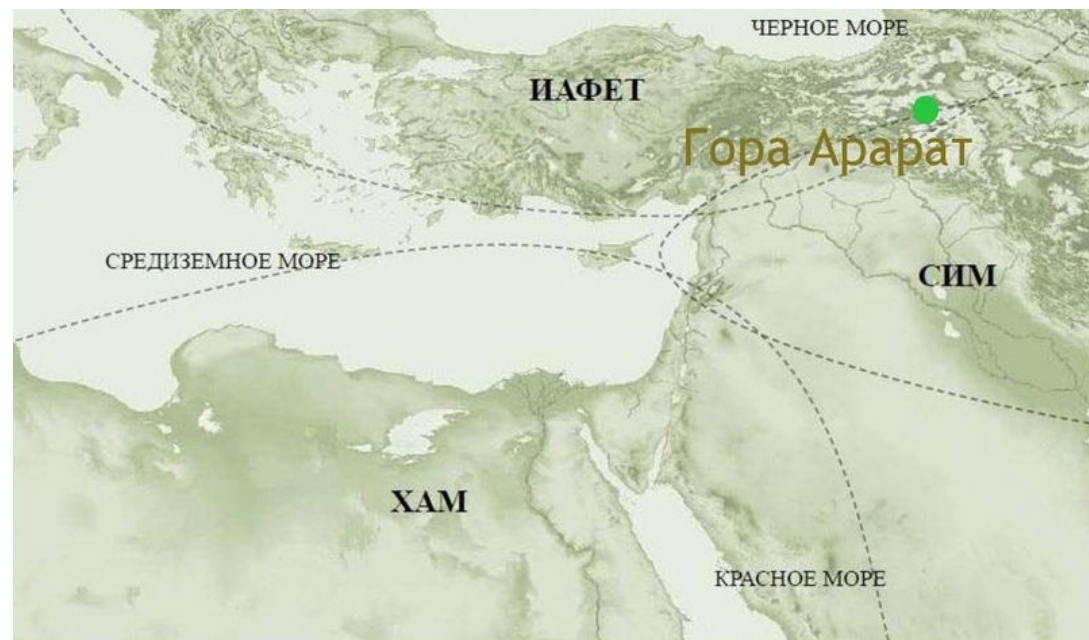 ЧЕРНОЕ МОРЕ
ИАФЕТ
Гора Арарат
СРЕДИЗЕМНОЕ МОРЕ
СИМ
ХАМ
КРАСНОЕ МОРЕ